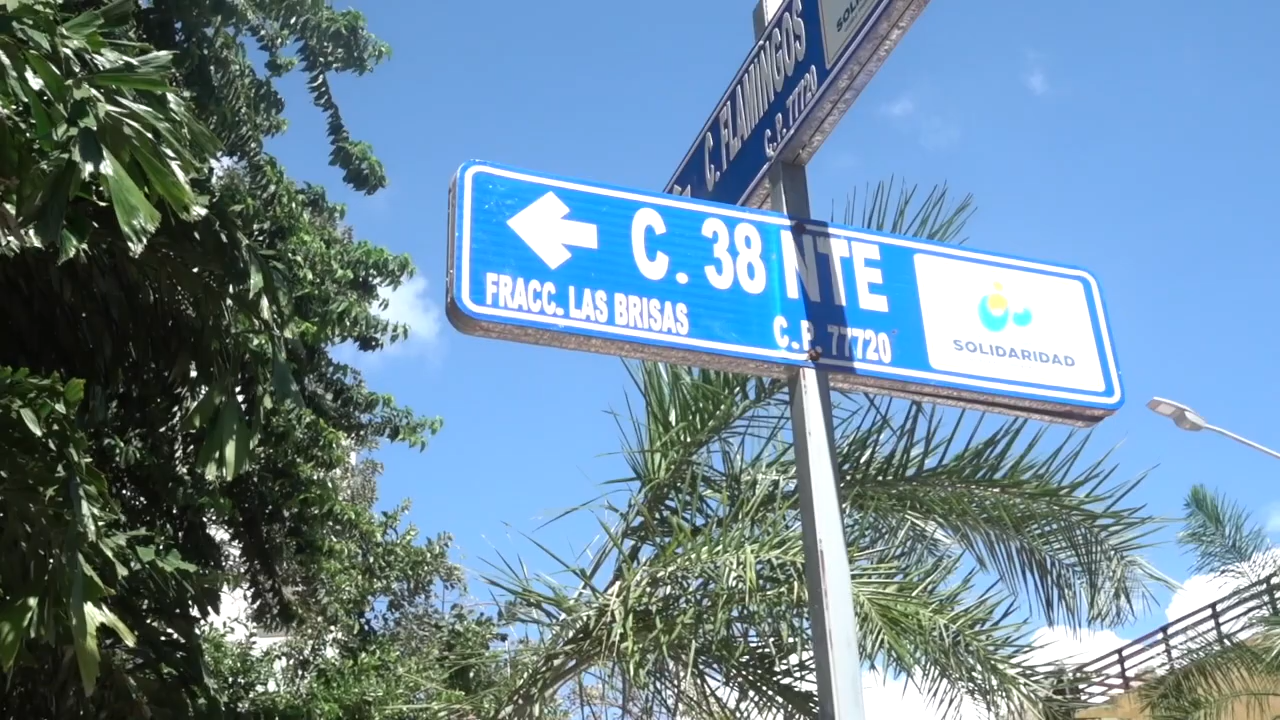 C. FLAMINGOS
C.P. 77720
C. 38 NTE
FRACC. LAS BRISAS
C.P. 77720
SOLIDARIDAD